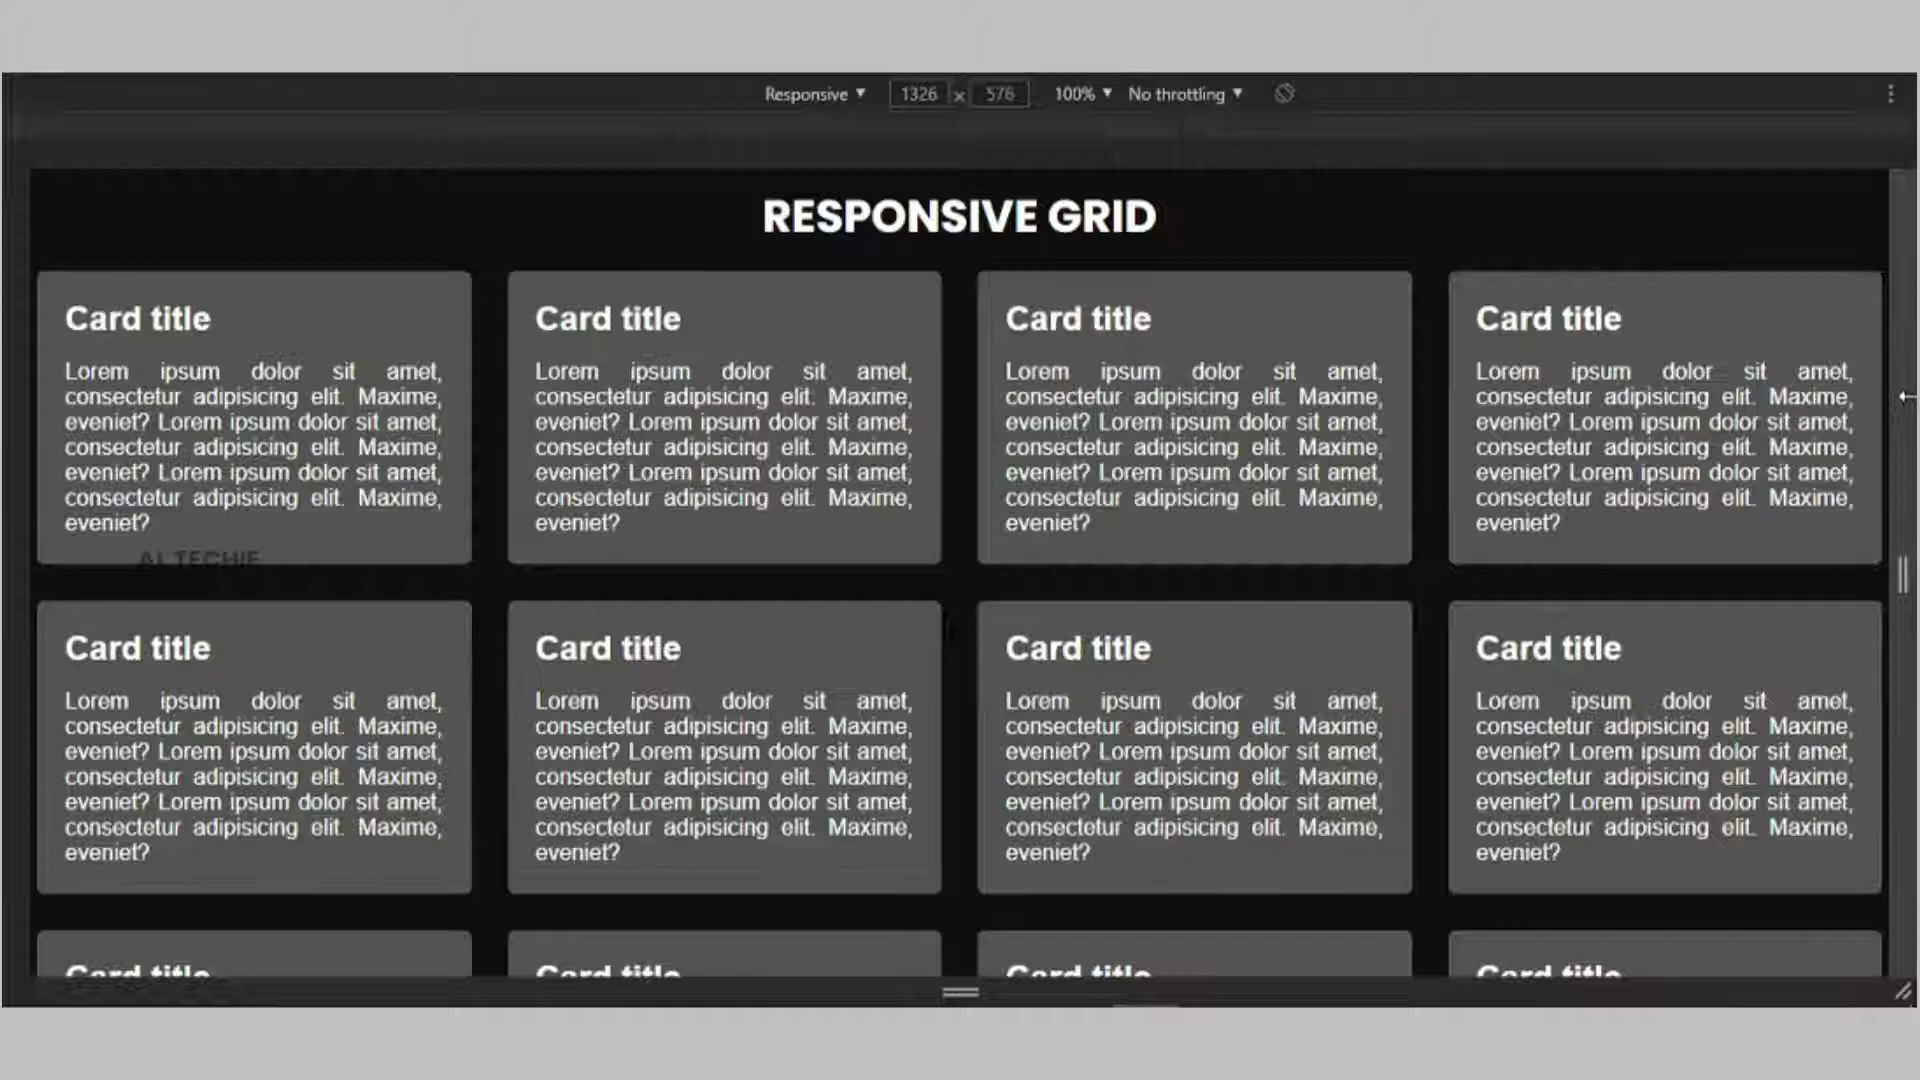 Responsive ▼ 1326 x 576 100% ▼ No throttling ▼
RESPONSIVE GRID
Card title
Lorem ipsum dolor sit amet,
consectetur adipisicing elit. Maxime,
eveniet? Lorem ipsum dolor sit amet,
consectetur adipisicing elit. Maxime,
eveniet? Lorem ipsum dolor sit amet,
consectetur adipisicing elit. Maxime,
eveniet?
AL TECHIE
Card title
Lorem ipsum dolor sit amet,
consectetur adipisicing elit. Maxime,
eveniet? Lorem ipsum dolor sit amet,
consectetur adipisicing elit. Maxime,
eveniet? Lorem ipsum dolor sit amet,
consectetur adipisicing elit. Maxime,
eveniet?
Card title
Lorem ipsum dolor sit amet,
consectetur adipisicing elit. Maxime,
eveniet? Lorem ipsum dolor sit amet,
consectetur adipisicing elit. Maxime,
eveniet? Lorem ipsum dolor sit amet,
consectetur adipisicing elit. Maxime,
eveniet?
Card title
Lorem ipsum dolor sit amet,
consectetur adipisicing elit. Maxime,
eveniet? Lorem ipsum dolor sit amet,
consectetur adipisicing elit. Maxime,
eveniet? Lorem ipsum dolor sit amet,
consectetur adipisicing elit. Maxime,
eveniet?
Card title
Lorem ipsum dolor sit amet,
consectetur adipisicing elit. Maxime,
eveniet? Lorem ipsum dolor sit amet,
consectetur adipisicing elit. Maxime,
eveniet? Lorem ipsum dolor sit amet,
consectetur adipisicing elit. Maxime,
eveniet?
Card title
Lorem ipsum dolor sit amet,
consectetur adipisicing elit. Maxime,
eveniet? Lorem ipsum dolor sit amet,
consectetur adipisicing elit. Maxime,
eveniet? Lorem ipsum dolor sit amet,
consectetur adipisicing elit. Maxime,
eveniet?
Card title
Lorem ipsum dolor sit amet,
consectetur adipisicing elit. Maxime,
eveniet? Lorem ipsum dolor sit amet,
consectetur adipisicing elit. Maxime,
eveniet? Lorem ipsum dolor sit amet,
consectetur adipisicing elit. Maxime,
eveniet?
Card title
Lorem ipsum dolor sit amet,
consectetur adipisicing elit. Maxime,
eveniet? Lorem ipsum dolor sit amet,
consectetur adipisicing elit. Maxime,
eveniet? Lorem ipsum dolor sit amet,
consectetur adipisicing elit. Maxime,
eveniet?
Card title
Card title
Card title
Card title